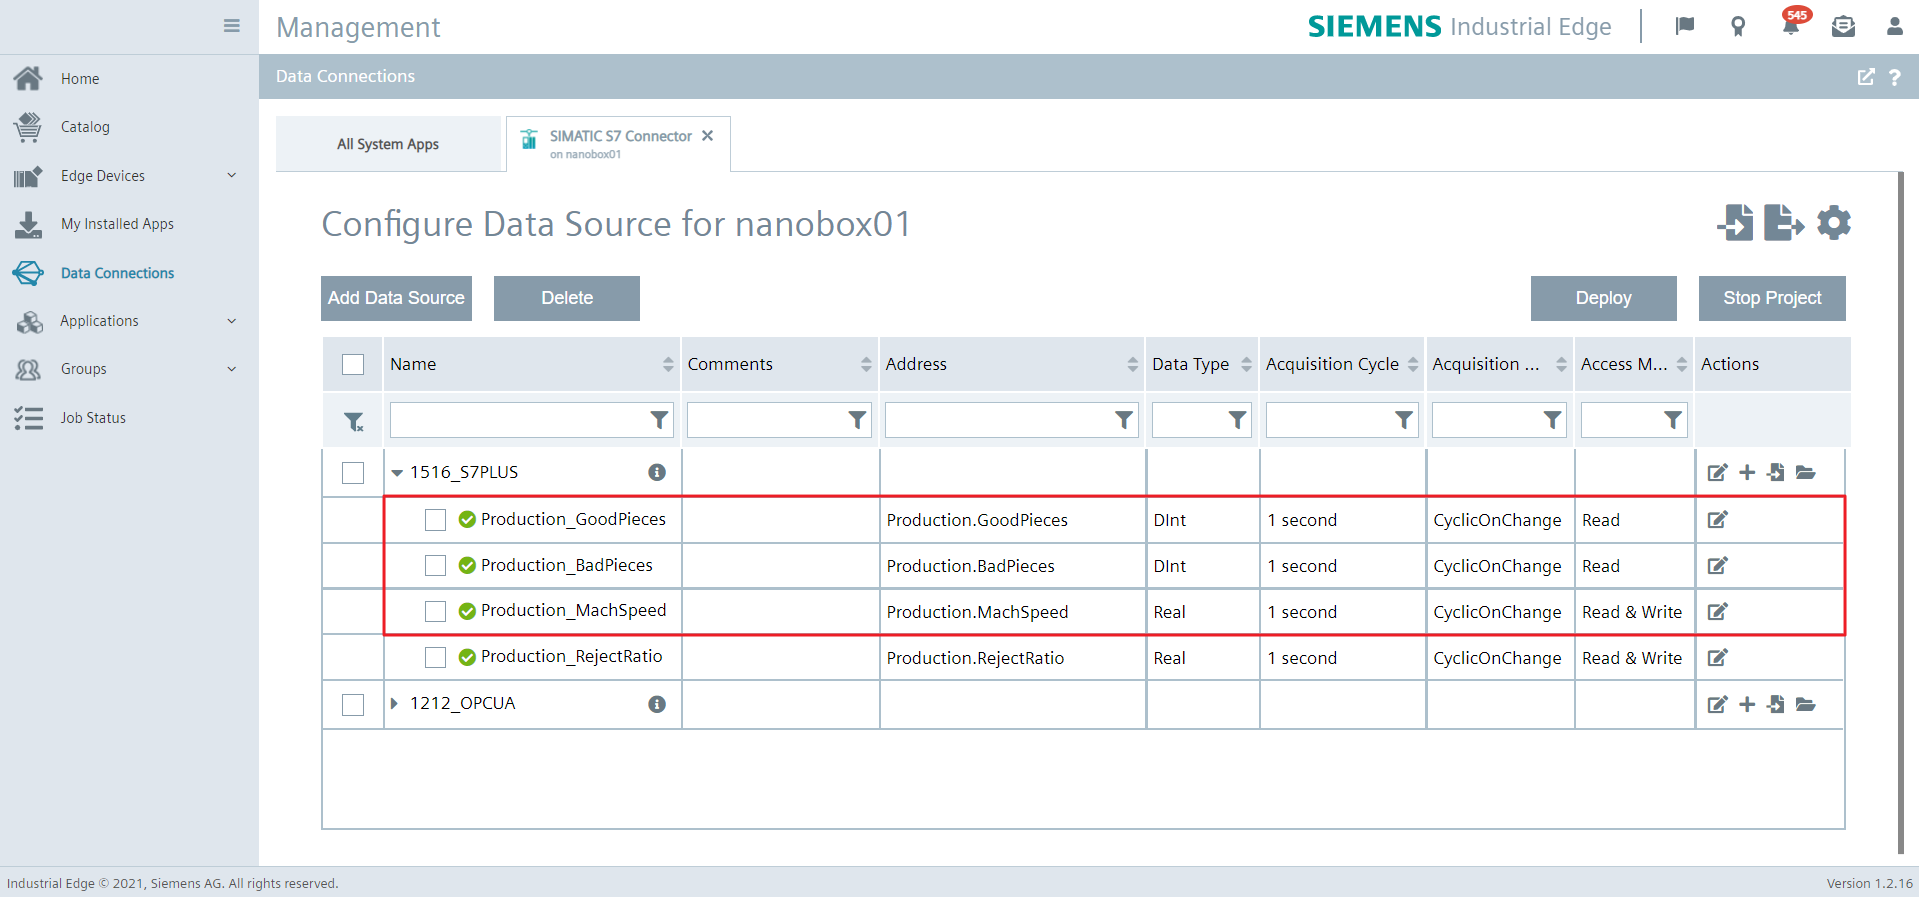 Management
SIEMENS Industrial Edge
545
Home
Catalog
Edge Devices
My Installed Apps
Data Connections
Applications
Groups
Job Status
Data Connections
?
All System Apps
SIMATIC S7 Connector
on nanobox01
Configure Data Source for nanobox01
Add Data Source Delete Deploy Stop Project
Name Comments Address Data Type Acquisition Cycle Acquisition ... Access M... Actions
1516_S7PLUS
Production_GoodPieces Production.GoodPieces DInt 1 second CyclicOnChange Read
Production_BadPieces Production.BadPieces DInt 1 second CyclicOnChange Read
Production_MachSpeed Production.MachSpeed Real 1 second CyclicOnChange Read & Write
Production_RejectRatio Production.RejectRatio Real 1 second CyclicOnChange Read & Write
1212_OPCUA
Industrial Edge © 2021, Siemens AG. All rights reserved.
Version 1.2.16